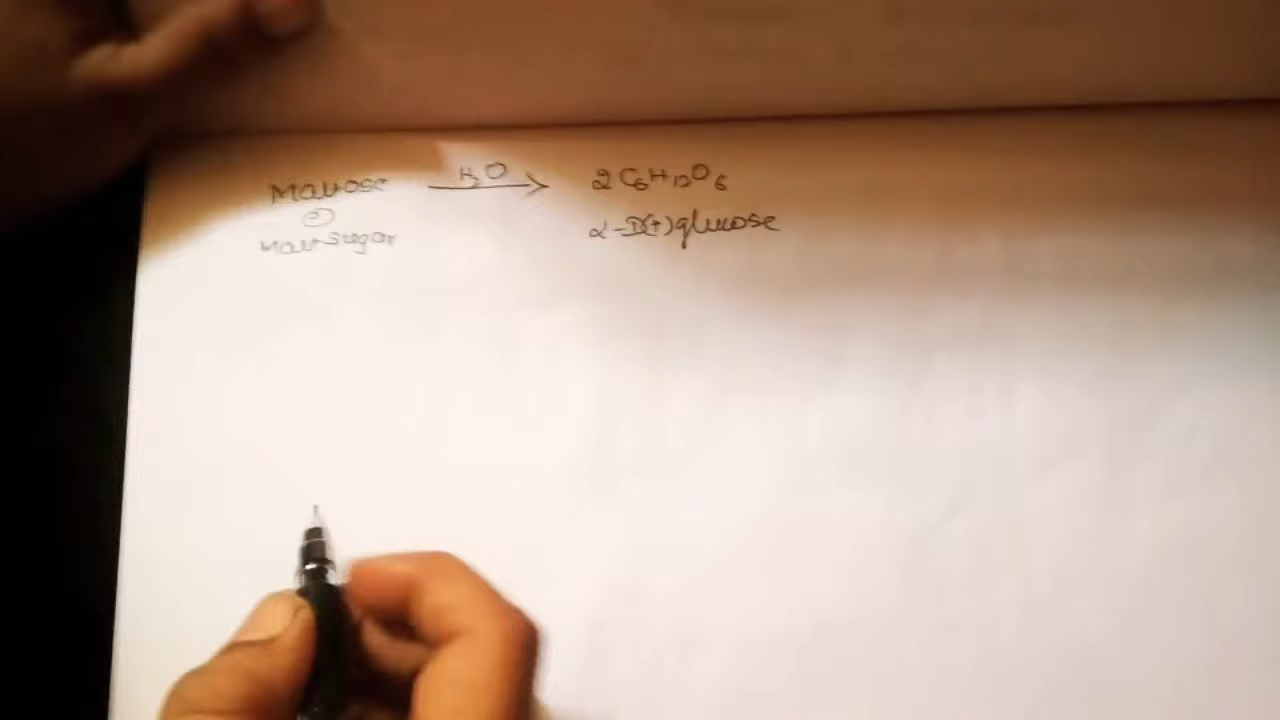 Maltose H2O → 2C6H12O6
(or)
Malt sugar α-D(+)glucose